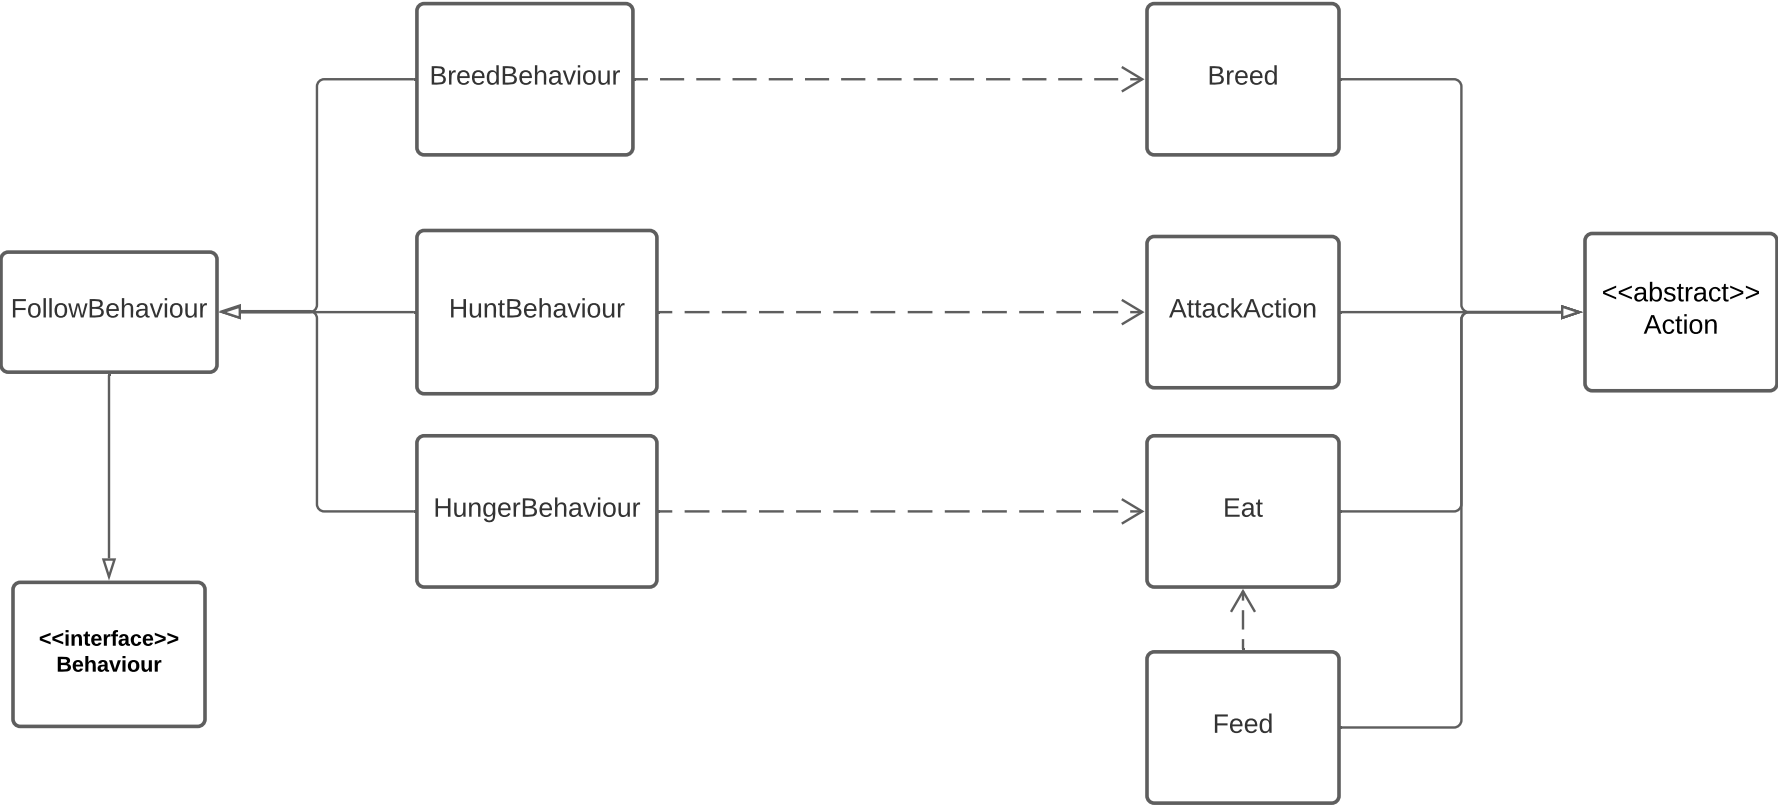 BreedBehaviour
Breed
FollowBehaviour
HuntBehaviour
AttackAction
<<abstract>>
Action
HungerBehaviour
Eat
<<interface>>
Behaviour
Feed